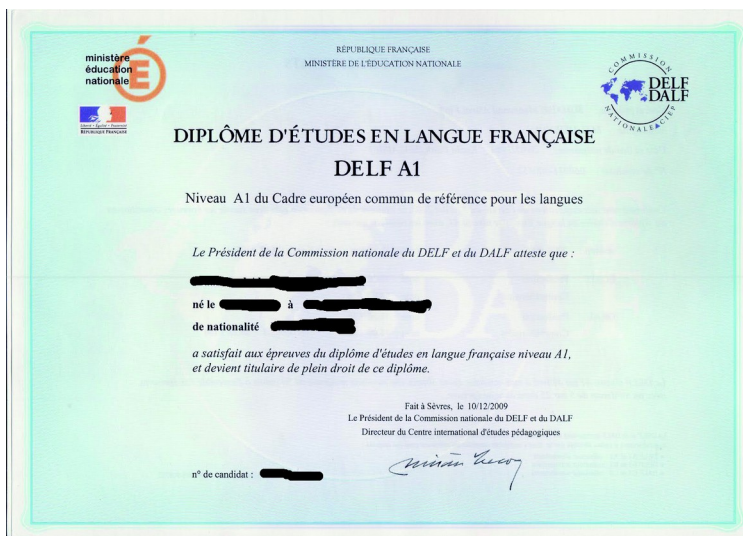 ministère
éducation
nationale
É
Liberté • Égalité • Fraternité
RÉPUBLIQUE FRANÇAISE
RÉPUBLIQUE FRANÇAISE
MINISTÈRE DE L'ÉDUCATION NATIONALE
COMMISSION
DELF
DALF
NATIONALE CIEP
DIPLÔME D'ÉTUDES EN LANGUE FRANÇAISE
DELF A1
Niveau A1 du Cadre européen commun de référence pour les langues
Le Président de la Commission nationale du DELF et du DALF atteste que :
né le à
de nationalité
a satisfait aux épreuves du diplôme d'études en langue française niveau A1,
et devient titulaire de plein droit de ce diplôme.
Fait à Sèvres, le 10/12/2009
Le Président de la Commission nationale du DELF et du DALF
Directeur du Centre international d'études pédagogiques
n° de candidat :